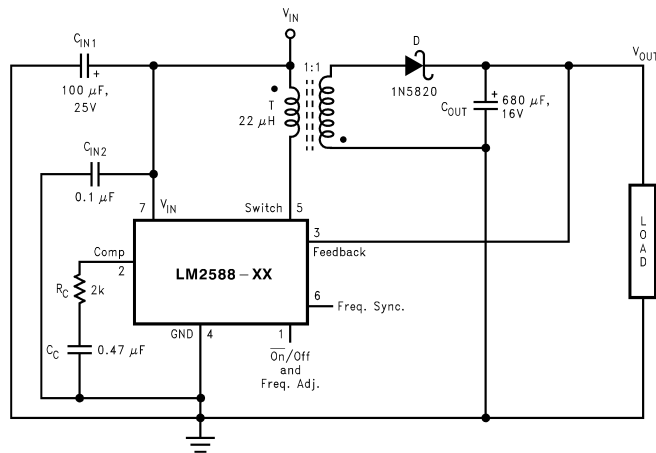 V_IN
C_IN1
+
100 μF,
25V
1:1
D
1N5820
V_OUT
T
22 μH
C_OUT
+
680 μF,
16V
C_IN2
0.1 μF
7
V_IN
Switch
5
Comp
2
LM2588-XX
3
Feedback
LOAD
R_C
2k
6
Freq. Sync.
C_C
0.47 μF
GND
4
1
O̅n̅/Off
and
Freq. Adj.